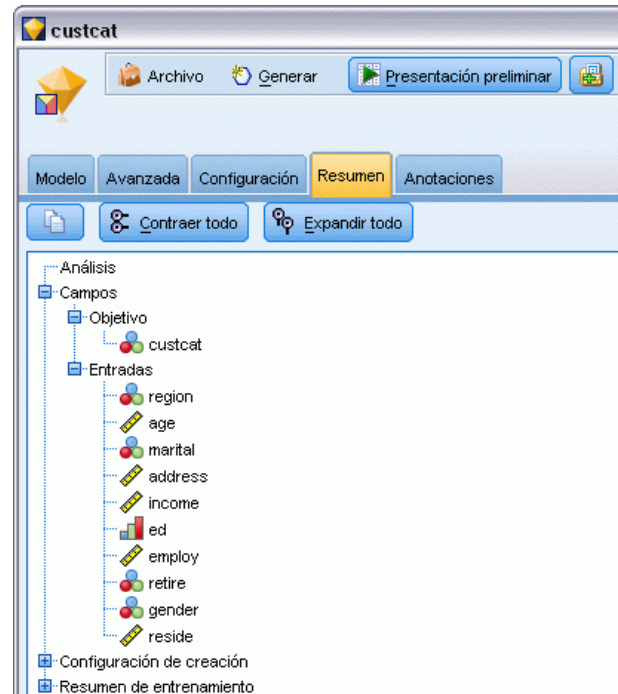 custcat
Archivo Generar Presentación preliminar
Modelo Avanzada Configuración Resumen Anotaciones
Contraer todo Expandir todo
Análisis
Campos
Objetivo
custcat
Entradas
region
age
marital
address
income
ed
employ
retire
gender
reside
Configuración de creación
Resumen de entrenamiento